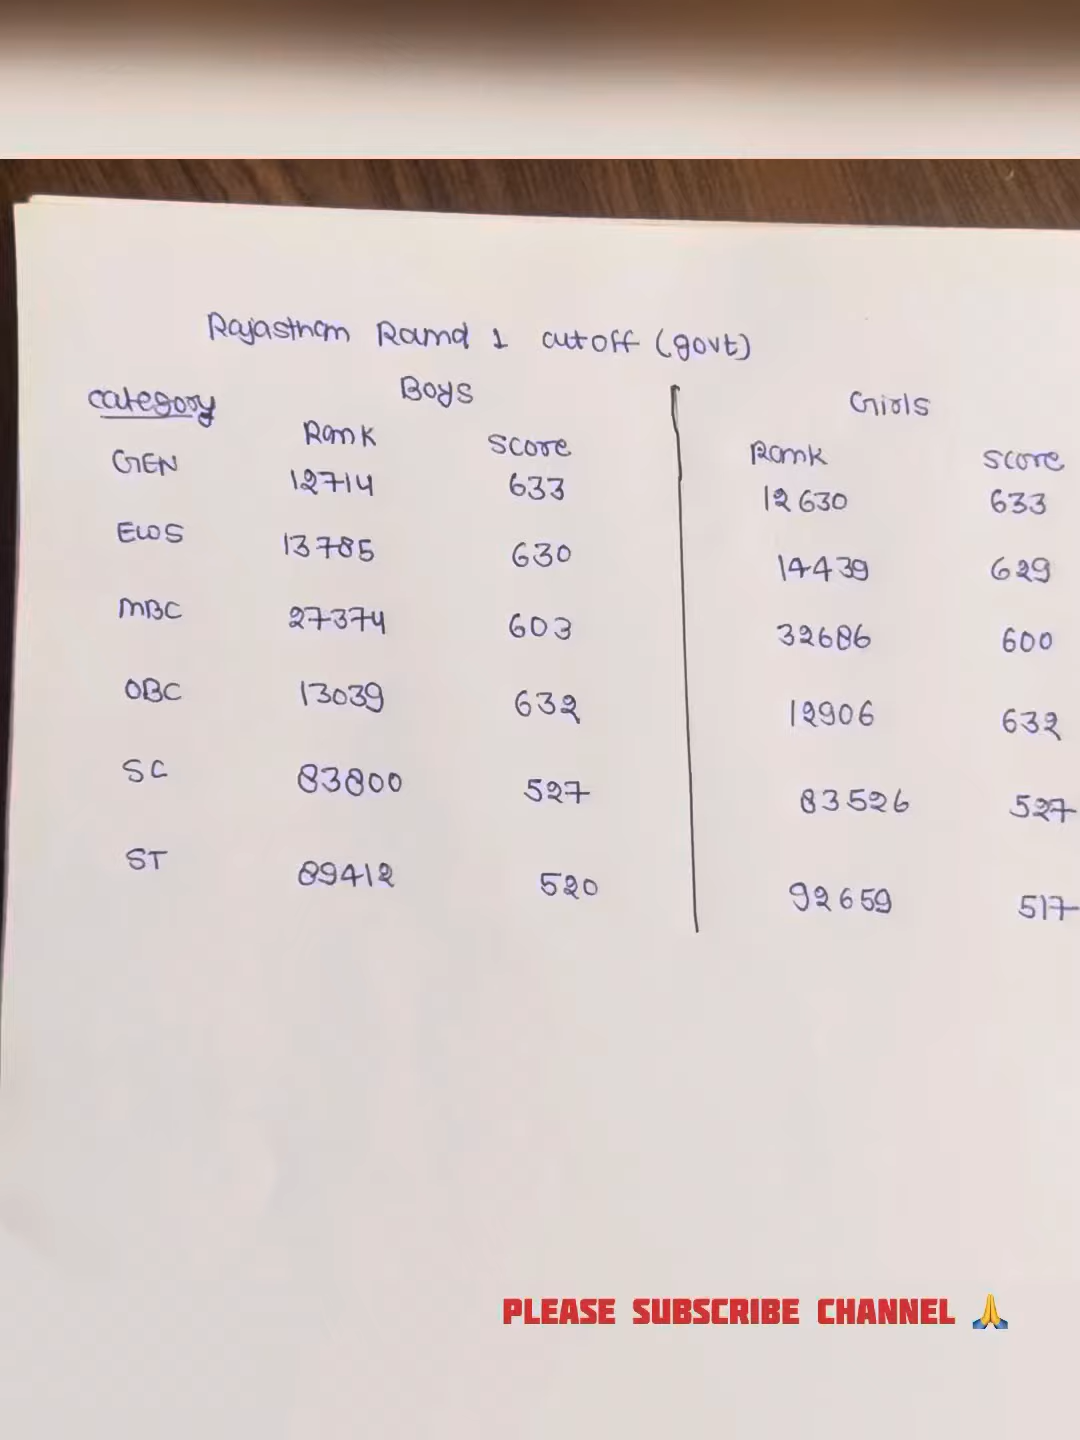 Rajasthan Round 1 cutoff (govt)
category Boys Girls
Rank Score Rank Score
GEN 12714 633 12630 633
EWS 13785 630 14439 629
MBC 27374 603 32686 600
OBC 13039 632 12906 632
SC 83800 527 83526 527
ST 89412 520 92659 517
PLEASE SUBSCRIBE CHANNEL 🙏